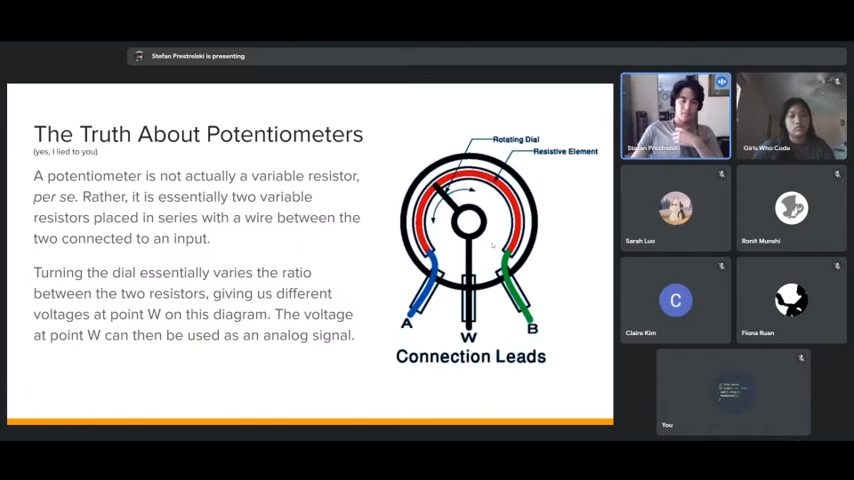 Stefan Prestrelski is presenting
The Truth About Potentiometers
(yes, I lied to you)
A potentiometer is not actually a variable resistor,
per se. Rather, it is essentially two variable
resistors placed in series with a wire between the
two connected to an input.
Turning the dial essentially varies the ratio
between the two resistors, giving us different
voltages at point W on this diagram. The voltage
at point W can then be used as an analog signal.
Rotating Dial
Resistive Element
A
W
B
Connection Leads
Stefan Prestrelski
Girls Who Code
Sarah Luo
Ronit Munshi
C
Claire Kim
Fiona Ruan
You